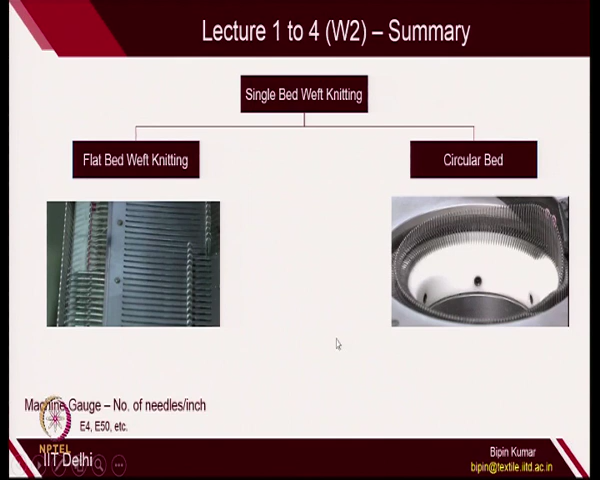 Lecture 1 to 4 (W2) – Summary
Single Bed Weft Knitting
Flat Bed Weft Knitting
Circular Bed
Machine Gauge – No. of needles/inch
E4, E50, etc.
NPTEL
IIT Delhi
Bipin Kumar
bipin@textile.iitd.ac.in